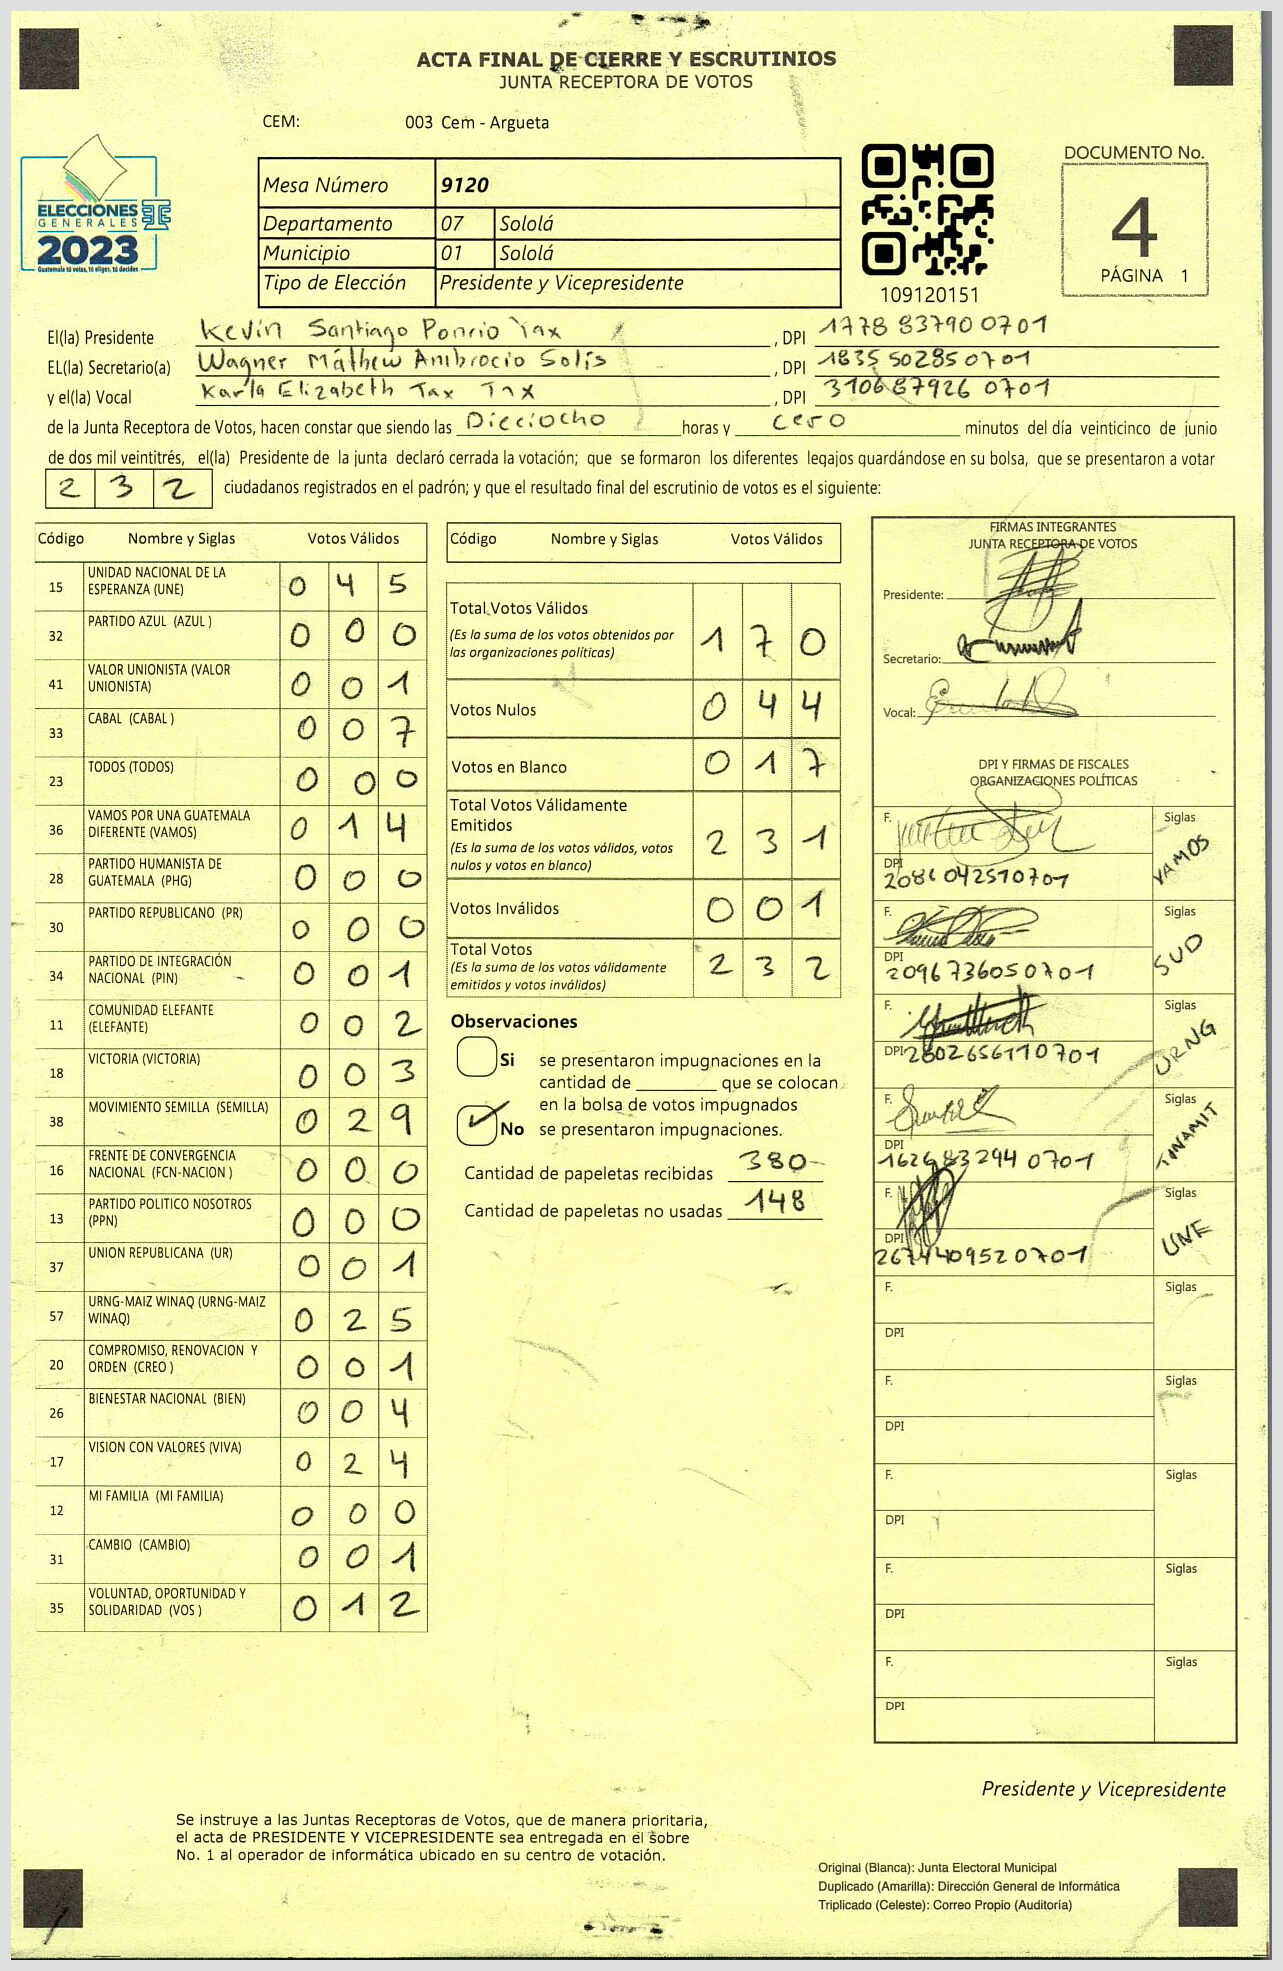 ACTA FINAL DE CIERRE Y ESCRUTINIOS
JUNTA RECEPTORA DE VOTOS
CEM: 003 Cem - Argueta
ELECCIONES
GENERALES
2023
Guatemala tú votas, tú eliges, tú decides
Mesa Número 9120
Departamento 07 Sololá
Municipio 01 Sololá
Tipo de Elección Presidente y Vicepresidente
109120151
DOCUMENTO No.
4
PÁGINA 1
El(la) Presidente Kevin Santiago Poncio Tax, DPI 1778 83790 0701
EL(la) Secretario(a) Wagner Máthew Ambrocio Solís, DPI 1835 50285 0701
y el(la) Vocal Karla Elizabeth Tax Tax, DPI 310687926 0701
de la Junta Receptora de Votos, hacen constar que siendo las Dieciocho horas y cero minutos del día veinticinco de junio
de dos mil veintitrés, el(la) Presidente de la junta declaró cerrada la votación; que se formaron los diferentes legajos guardándose en su bolsa, que se presentaron a votar
2 3 2 ciudadanos registrados en el padrón; y que el resultado final del escrutinio de votos es el siguiente:
Código Nombre y Siglas Votos Válidos
15 UNIDAD NACIONAL DE LA ESPERANZA (UNE) 0 4 5
32 PARTIDO AZUL (AZUL ) 0 0 0
41 VALOR UNIONISTA (VALOR UNIONISTA) 0 0 1
33 CABAL (CABAL ) 0 0 7
23 TODOS (TODOS) 0 0 0
36 VAMOS POR UNA GUATEMALA DIFERENTE (VAMOS) 0 1 4
28 PARTIDO HUMANISTA DE GUATEMALA (PHG) 0 0 0
30 PARTIDO REPUBLICANO (PR) 0 0 0
34 PARTIDO DE INTEGRACIÓN NACIONAL (PIN) 0 0 1
11 COMUNIDAD ELEFANTE (ELEFANTE) 0 0 2
18 VICTORIA (VICTORIA) 0 0 3
38 MOVIMIENTO SEMILLA (SEMILLA) 0 2 9
16 FRENTE DE CONVERGENCIA NACIONAL (FCN-NACION ) 0 0 0
13 PARTIDO POLITICO NOSOTROS (PPN) 0 0 0
37 UNION REPUBLICANA (UR) 0 0 1
57 URNG-MAIZ WINAQ (URNG-MAIZ WINAQ) 0 2 5
20 COMPROMISO, RENOVACION Y ORDEN (CREO ) 0 0 1
26 BIENESTAR NACIONAL (BIEN) 0 0 4
17 VISION CON VALORES (VIVA) 0 2 4
12 MI FAMILIA (MI FAMILIA) 0 0 0
31 CAMBIO (CAMBIO) 0 0 1
35 VOLUNTAD, OPORTUNIDAD Y SOLIDARIDAD (VOS ) 0 1 2
Código Nombre y Siglas Votos Válidos
Total Votos Válidos 1 7 0
(Es la suma de los votos obtenidos por
las organizaciones políticas)
Votos Nulos 0 4 4
Votos en Blanco 0 1 7
Total Votos Válidamente
Emitidos 2 3 1
(Es la suma de los votos válidos, votos
nulos y votos en blanco)
Votos Inválidos 0 0 1
Total Votos 2 3 2
(Es la suma de los votos válidamente
emitidos y votos inválidos)
Observaciones
Si se presentaron impugnaciones en la
cantidad de ________ que se colocan
en la bolsa de votos impugnados
No se presentaron impugnaciones.
Cantidad de papeletas recibidas 380
Cantidad de papeletas no usadas 148
FIRMAS INTEGRANTES
JUNTA RECEPTORA DE VOTOS
Presidente:
Secretario:
Vocal:
DPI Y FIRMAS DE FISCALES
ORGANIZACIONES POLÍTICAS
F. Siglas
DPI VAMOS
F. Siglas
DPI 2096736050701 SUD
F. Siglas
DPI 2602656110701 URNG
F. Siglas
DPI 1626 83294 0701 WINAMIT
F. Siglas
DPI UNE
2674409520701
F. Siglas
DPI
F. Siglas
DPI
F. Siglas
DPI
F. Siglas
DPI
F. Siglas
DPI
Presidente y Vicepresidente
Se instruye a las Juntas Receptoras de Votos, que de manera prioritaria,
el acta de PRESIDENTE Y VICEPRESIDENTE sea entregada en el sobre
No. 1 al operador de informática ubicado en su centro de votación.
Original (Blanca): Junta Electoral Municipal
Duplicado (Amarilla): Dirección General de Informática
Triplicado (Celeste): Correo Propio (Auditoría)